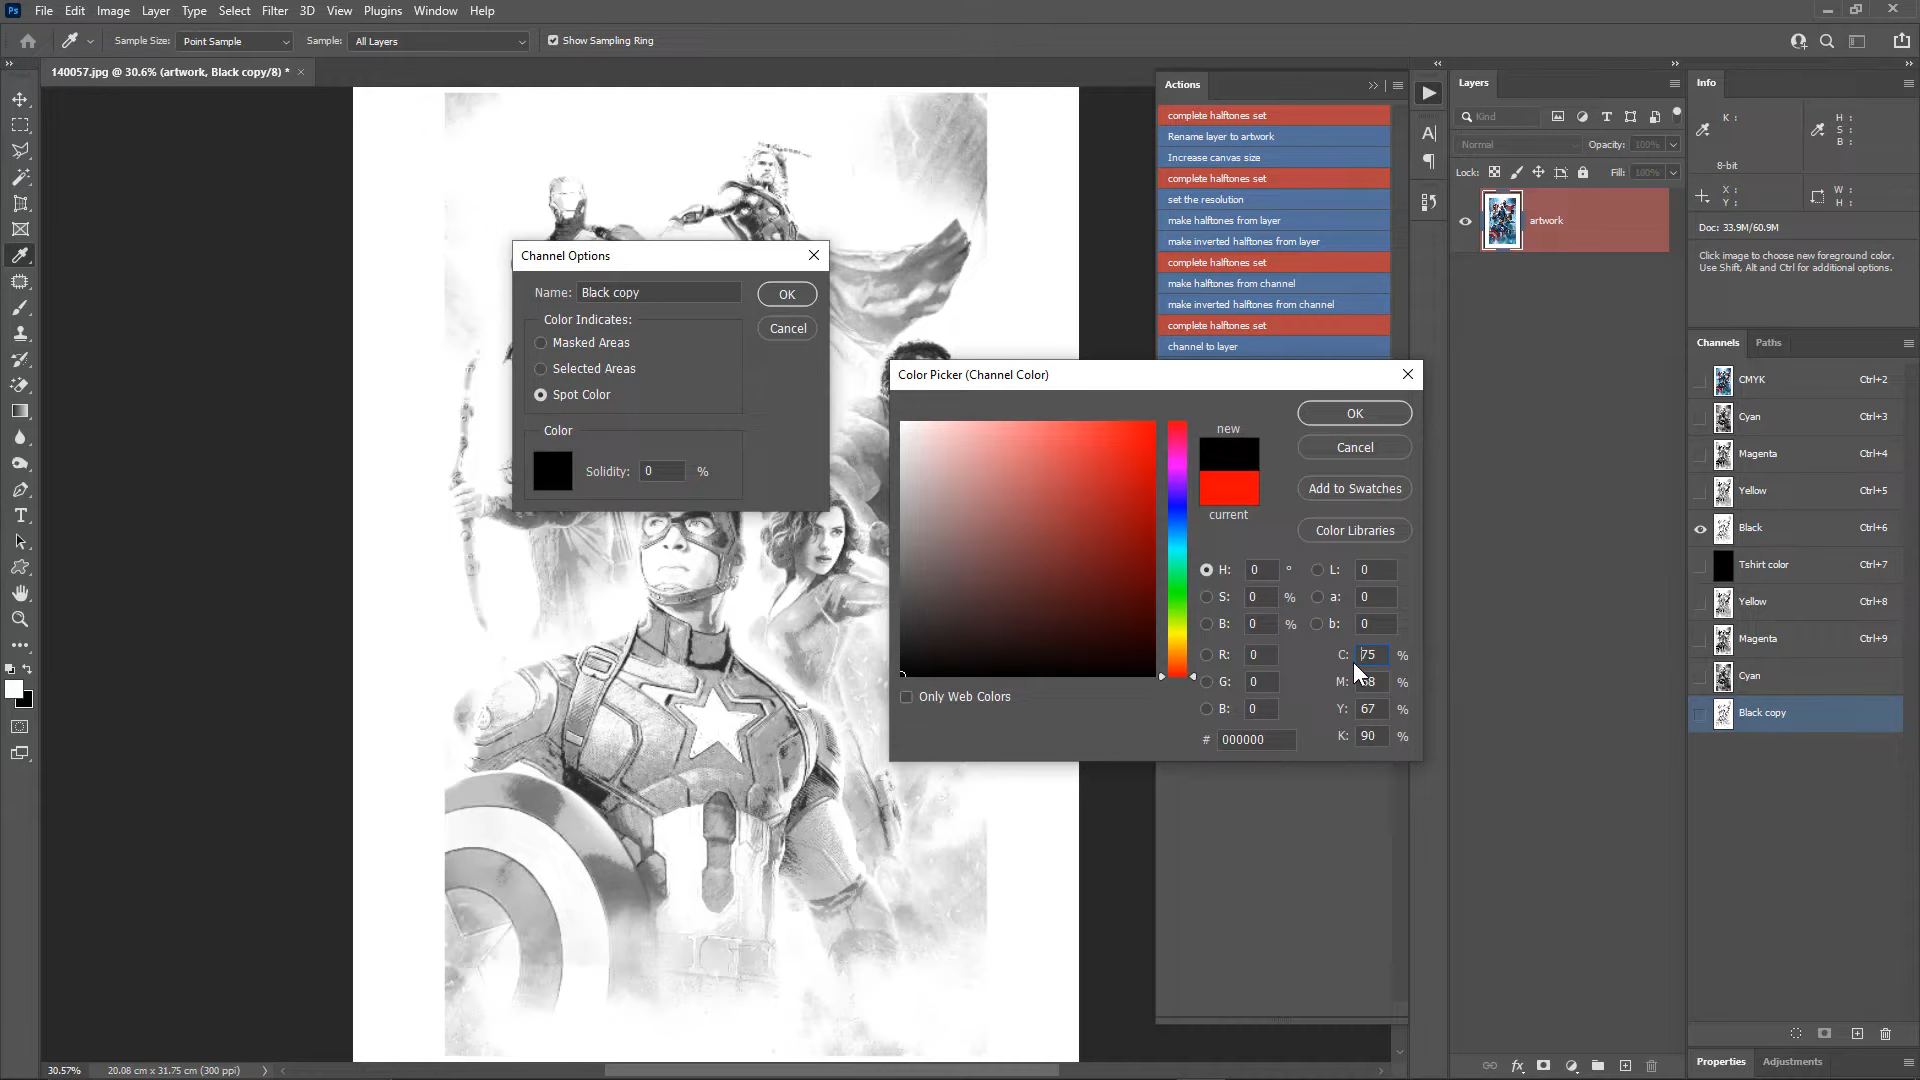 Ps File Edit Image Layer Type Select Filter 3D View Plugins Window Help
Sample Size: Point Sample Sample: All Layers Show Sampling Ring
140057.jpg @ 30.6% (artwork, Black copy/8) *
Actions
complete halftones set
Rename layer to artwork
Increase canvas size
complete halftones set
set the resolution
make halftones from layer
make inverted halftones from layer
complete halftones set
make halftones from channel
make inverted halftones from channel
complete halftones set
channel to layer
Channel Options
Name: Black copy
OK
Cancel
Color Indicates:
Masked Areas
Selected Areas
Spot Color
Color
Solidity: 0 %
Color Picker (Channel Color)
new
current
OK
Cancel
Add to Swatches
Color Libraries
H: 0 ° L: 0
S: 0 % a: 0
B: 0 % b: 0
R: 0 C: 75 %
G: 0 M: 68 %
B: 0 Y: 67 %
# 000000 K: 90 %
Only Web Colors
Layers
Kind
Normal Opacity: 100%
Lock: Fill: 100%
artwork
Info
K :
8-bit
H :
S :
B :
X :
Y :
W :
H :
Doc: 33.9M/60.9M
Click image to choose new foreground color.
Use Shift, Alt and Ctrl for additional options.
Channels Paths
CMYK Ctrl+2
Cyan Ctrl+3
Magenta Ctrl+4
Yellow Ctrl+5
Black Ctrl+6
Tshirt color Ctrl+7
Yellow Ctrl+8
Magenta Ctrl+9
Cyan
Black copy
Properties Adjustments
30.57% 20.08 cm x 31.75 cm (300 ppi)